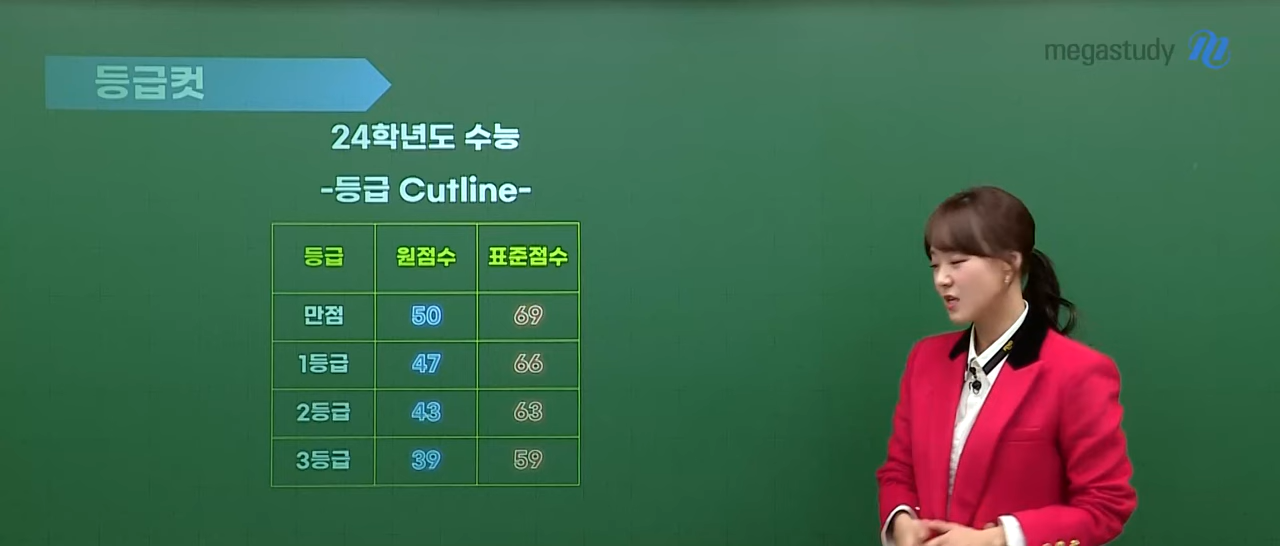 megastudy
등급컷
24학년도 수능
-등급 Cutline-
등급 원점수 표준점수
만점 50 69
1등급 47 66
2등급 43 63
3등급 39 59